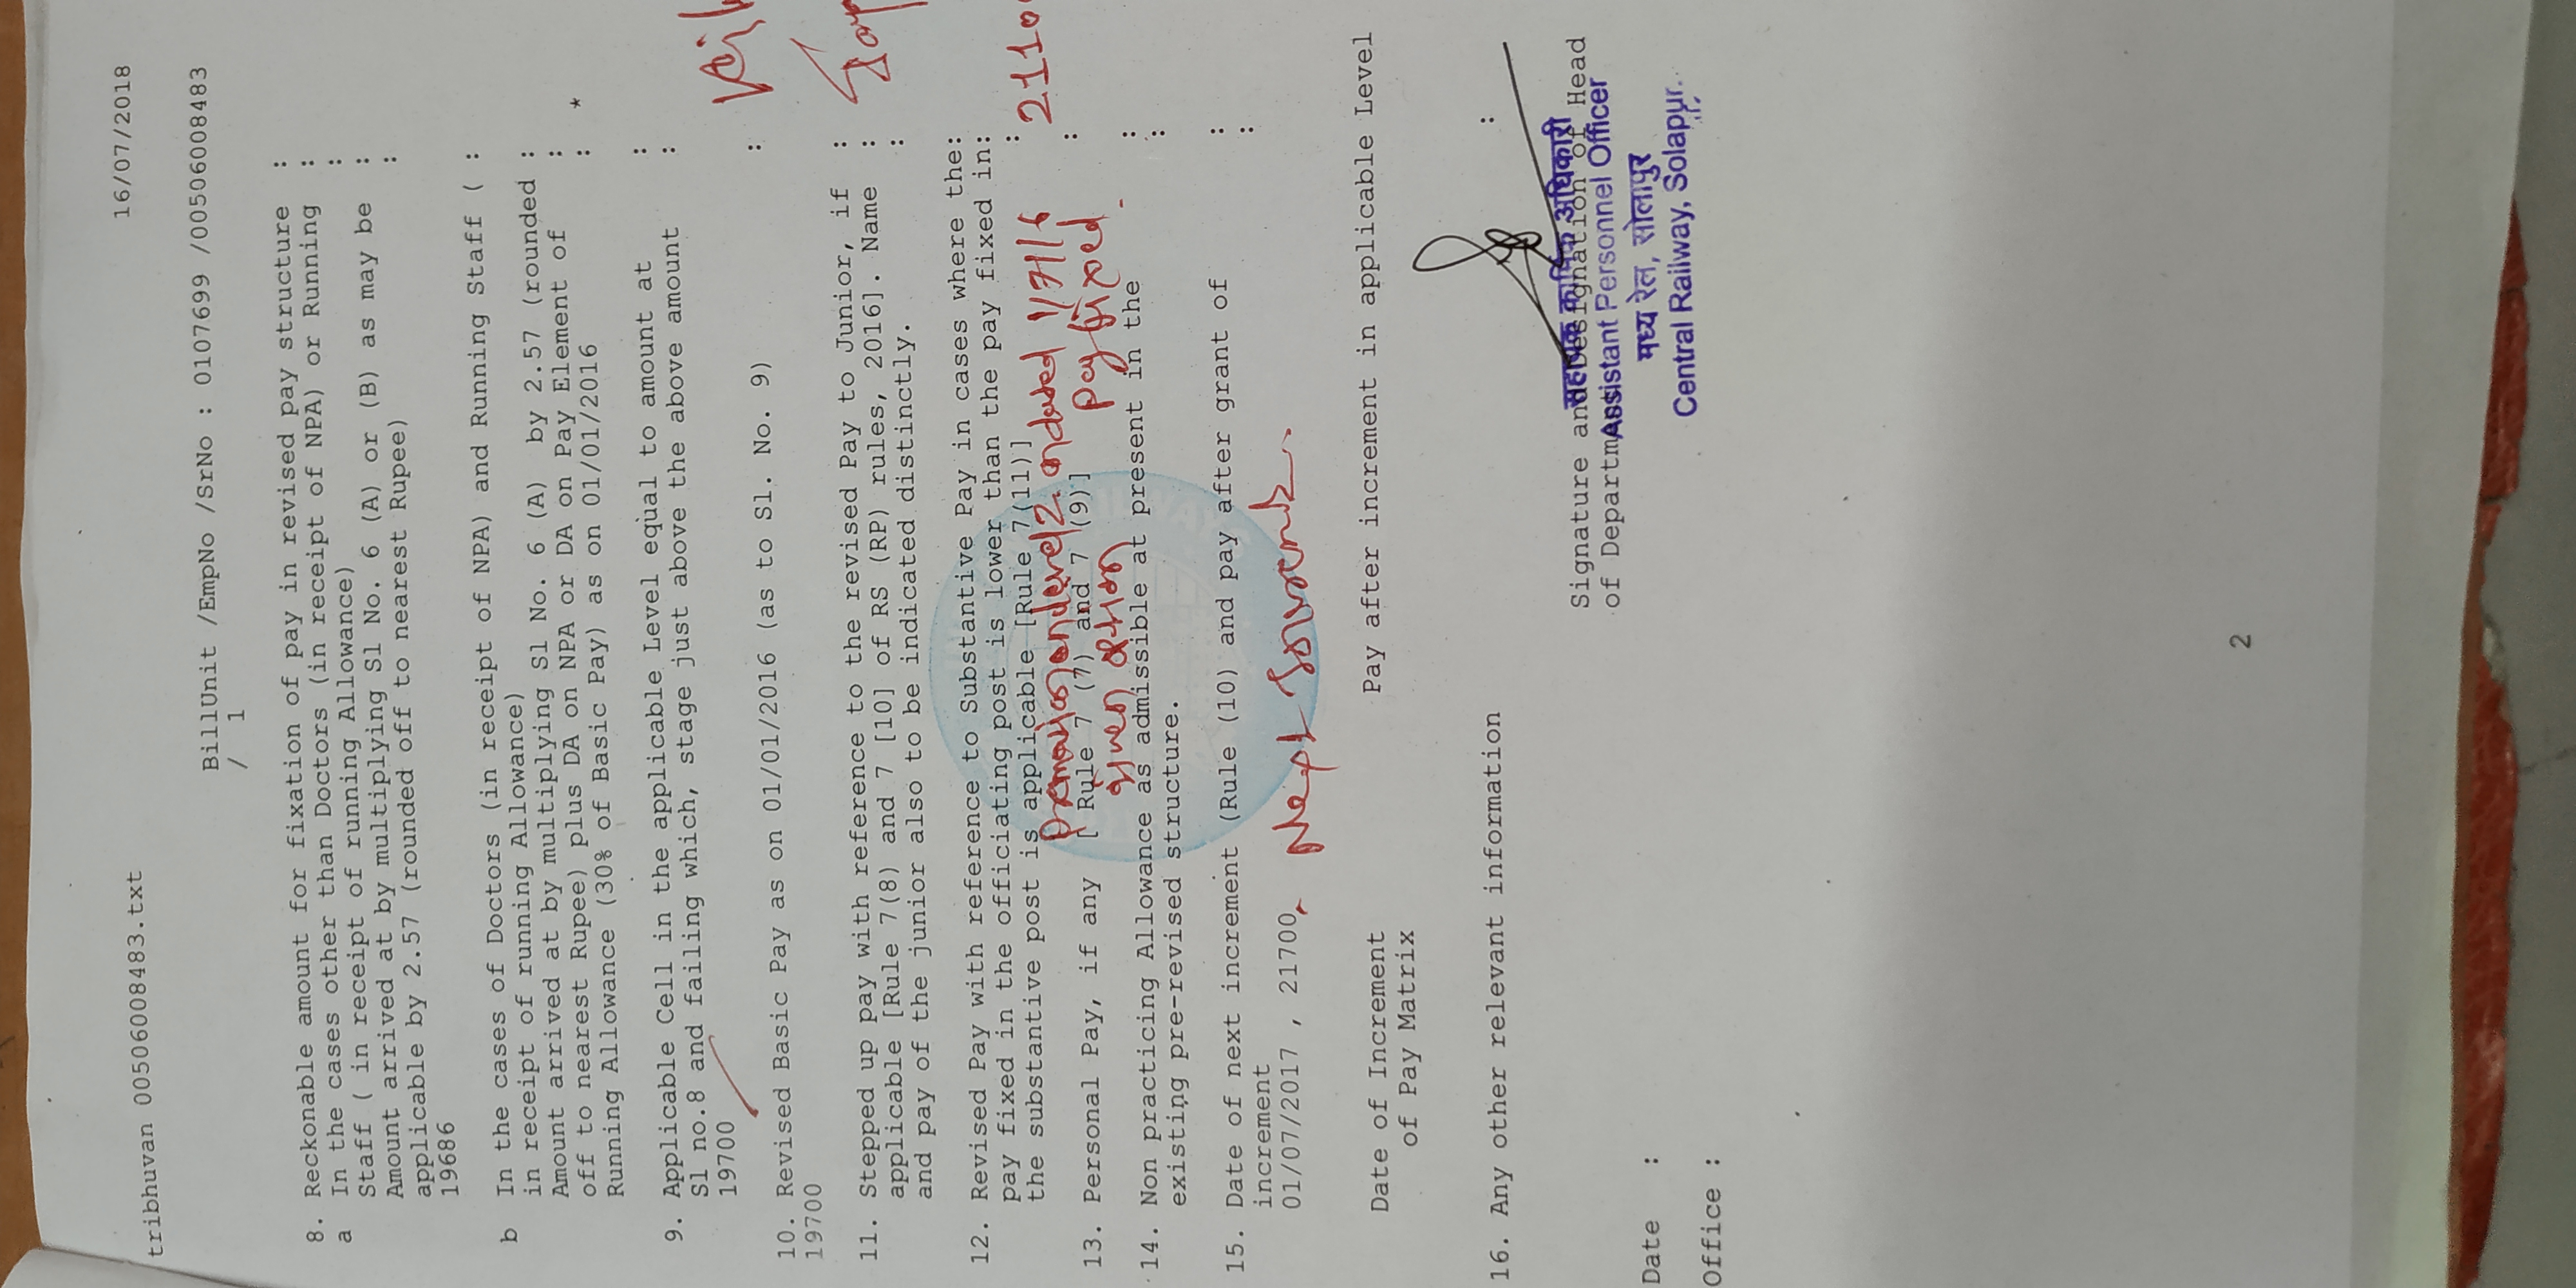 tribhuvan 00506008483.txt
16/07/2018
BillUnit /EmpNo /SrNo : 0107699 /00506008483
/ 1
8. Reckonable amount for fixation of pay in revised pay structure :
a In the cases other than Doctors (in receipt of NPA) or Running :
Staff ( in receipt of running Allowance) :
Amount arrived at by multiplying Sl No. 6 (A) or (B) as may be :
applicable by 2.57 (rounded off to nearest Rupee) :
19686
b In the cases of Doctors (in receipt of NPA) and Running Staff ( :
in receipt of running Allowance)
Amount arrived at by multiplying Sl No. 6 (A) by 2.57 (rounded :
off to nearest Rupee) plus DA on NPA or DA on Pay Element of :
Running Allowance (30% of Basic Pay) as on 01/01/2016 : *
9. Applicable Cell in the applicable Level equal to amount at :
Sl no.8 and failing which, stage just above the above amount :
19700
10. Revised Basic Pay as on 01/01/2016 (as to Sl. No. 9) :
19700
11. Stepped up pay with reference to the revised Pay to Junior, if :
applicable [Rule 7(8) and 7 [10] of RS (RP) rules, 2016]. Name :
and pay of the junior also to be indicated distinctly. :
12. Revised Pay with reference to Substantive Pay in cases where the:
pay fixed in the officiating post is lower than the pay fixed in:
the substantive post is applicable [Rule 7(11)] :
13. Personal Pay, if any [ Rule 7 (7) and 7 (9)] :
given option pay fixed
14. Non practicing Allowance as admissible at present in the :
existing pre-revised structure. :
15. Date of next increment (Rule (10) and pay after grant of :
increment :
01/07/2017 , 21700
Date of Increment Pay after increment in applicable Level
of Pay Matrix
16. Any other relevant information :
Signature and Designation of Head
of Department
सहायक कार्मिक अधिकारी
Assistant Personnel Officer
मध्य रेल, सोलापुर
Central Railway, Solapur.
Date :
Office :
2